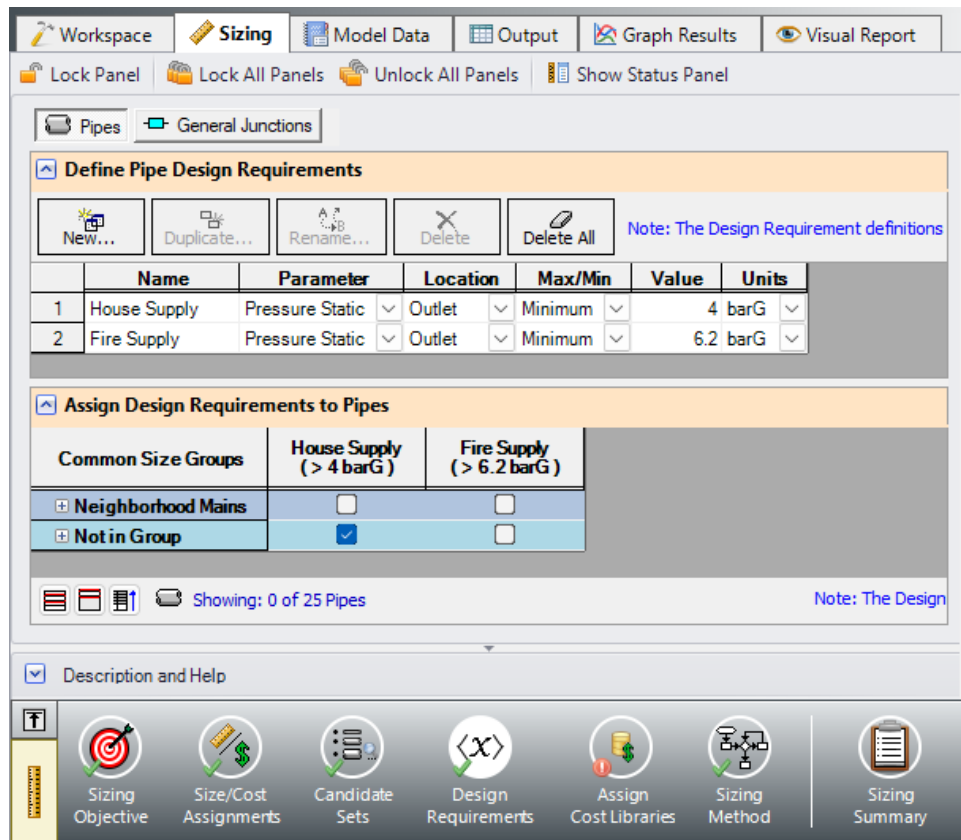 Workspace Sizing Model Data Output Graph Results Visual Report
Lock Panel Lock All Panels Unlock All Panels Show Status Panel
Pipes General Junctions
Define Pipe Design Requirements
New... Duplicate... Rename... Delete Delete All Note: The Design Requirement definitions
Name Parameter Location Max/Min Value Units
1 House Supply Pressure Static Outlet Minimum 4 barG
2 Fire Supply Pressure Static Outlet Minimum 6.2 barG
Assign Design Requirements to Pipes
Common Size Groups House Supply Fire Supply
( > 4 barG ) ( > 6.2 barG )
Neighborhood Mains
Not in Group
Showing: 0 of 25 Pipes Note: The Design
Description and Help
Sizing Size/Cost Candidate Design Assign Sizing Sizing
Objective Assignments Sets Requirements Cost Libraries Method Summary